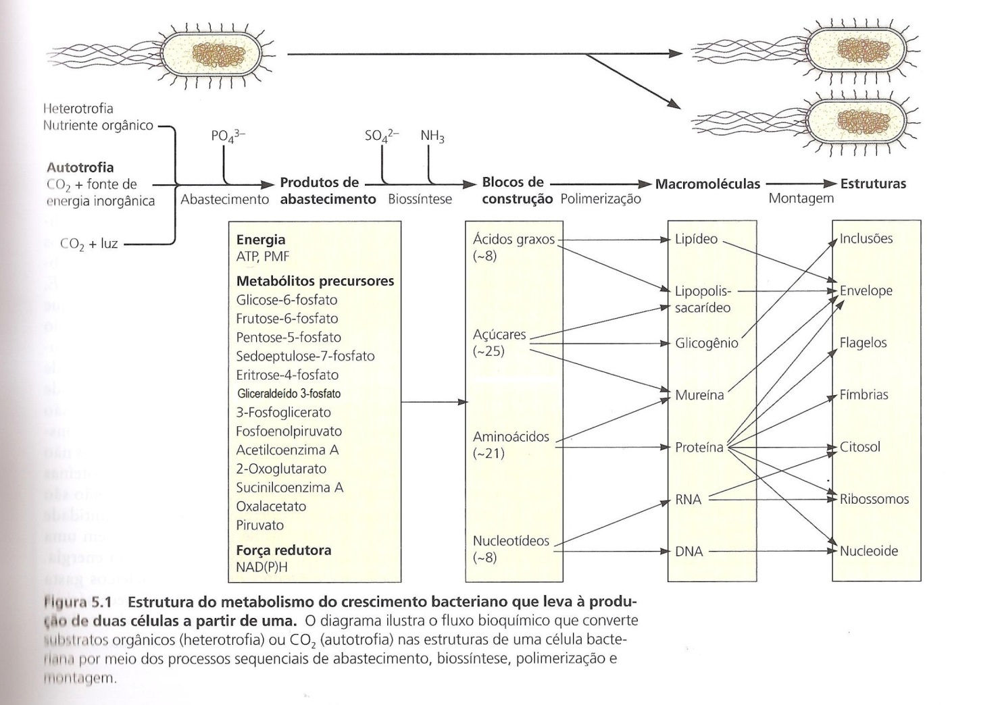 Heterotrofia
Nutriente orgânico
PO₄³⁻
SO₄²⁻
NH₃
Autotrofia
CO₂ + fonte de
energia inorgânica
CO₂ + luz
Abastecimento
Produtos de
abastecimento
Biossíntese
Blocos de
construção
Polimerização
Macromoléculas
Montagem
Estruturas
Energia
ATP, PMF
Metabólitos precursores
Glicose-6-fosfato
Frutose-6-fosfato
Pentose-5-fosfato
Sedoeptulose-7-fosfato
Eritrose-4-fosfato
Gliceraldeído 3-fosfato
3-Fosfoglicerato
Fosfoenolpiruvato
Acetilcoenzima A
2-Oxoglutarato
Sucinilcoenzima A
Oxalacetato
Piruvato
Força redutora
NAD(P)H
Ácidos graxos
(~8)
Açúcares
(~25)
Aminoácidos
(~21)
Nucleotídeos
(~8)
Lipídeo
Lipopolis-
sacarídeo
Glicogênio
Mureína
Proteína
RNA
DNA
Inclusões
Envelope
Flagelos
Fímbrias
Citosol
Ribossomos
Nucleoide
Figura 5.1 Estrutura do metabolismo do crescimento bacteriano que leva à produ-
ção de duas células a partir de uma. O diagrama ilustra o fluxo bioquímico que converte
substratos orgânicos (heterotrofia) ou CO₂ (autotrofia) nas estruturas de uma célula bacte-
riana por meio dos processos sequenciais de abastecimento, biossíntese, polimerização e
montagem.